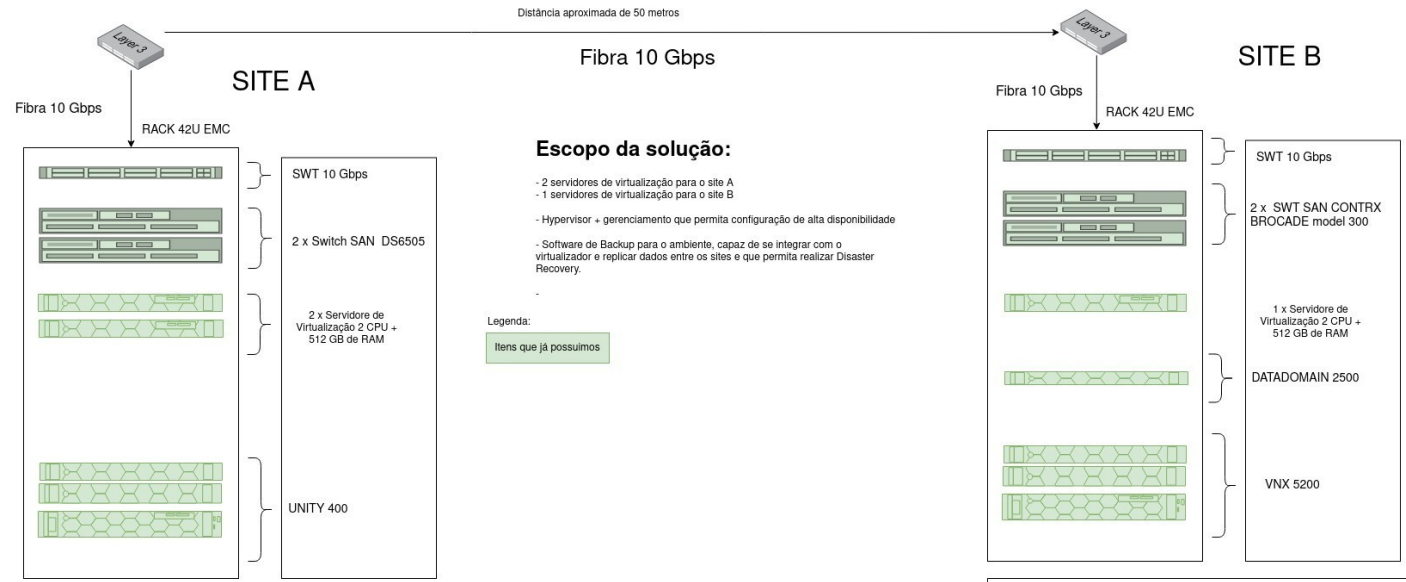 Distância aproximada de 50 metros
Layer 3
Layer 3
Fibra 10 Gbps
SITE A
SITE B
Fibra 10 Gbps
RACK 42U EMC
SWT 10 Gbps
2 x Switch SAN DS6505
2 x Servidore de
Virtualização 2 CPU +
512 GB de RAM
UNITY 400
Escopo da solução:
- 2 servidores de virtualização para o site A
- 1 servidores de virtualização para o site B
- Hypervisor + gerenciamento que permita configuração de alta disponibilidade
- Software de Backup para o ambiente, capaz de se integrar com o
virtualizador e replicar dados entre os sites e que permita realizar Disaster
Recovery.
-
Legenda:
Itens que já possuimos
Fibra 10 Gbps
RACK 42U EMC
SWT 10 Gbps
2 x SWT SAN CONTRX
BROCADE model 300
1 x Servidore de
Virtualização 2 CPU +
512 GB de RAM
DATADOMAIN 2500
VNX 5200